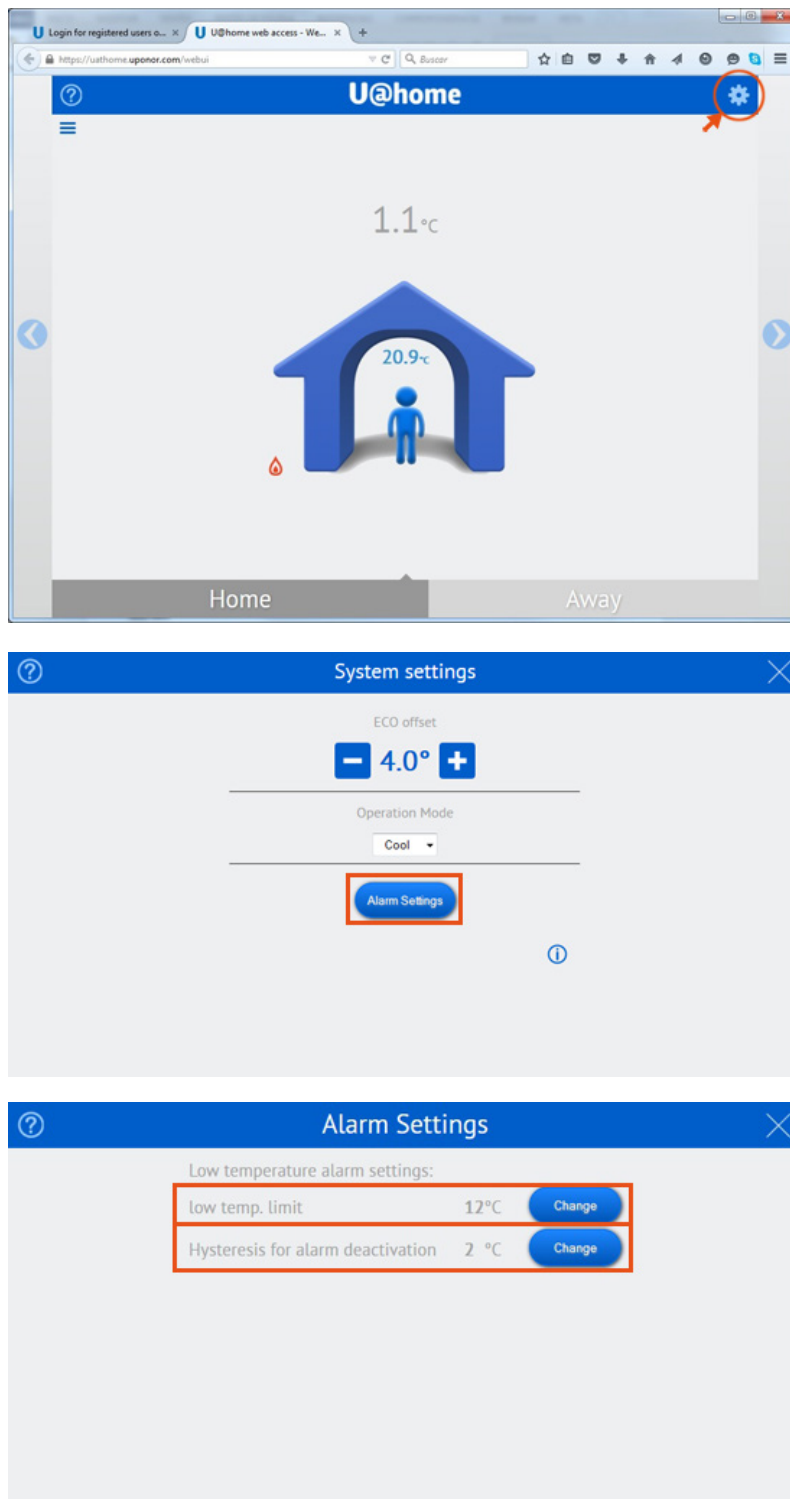 Login for registered users o... × U@home web access - We... × +
https://uathome.uponor.com/webui Buscar
U@home
1.1°C
20.9°C
Home Away
System settings
ECO offset
4.0°
Operation Mode
Cool
Alarm Settings
Alarm Settings
Low temperature alarm settings:
low temp. limit 12°C Change
Hysteresis for alarm deactivation 2 °C Change